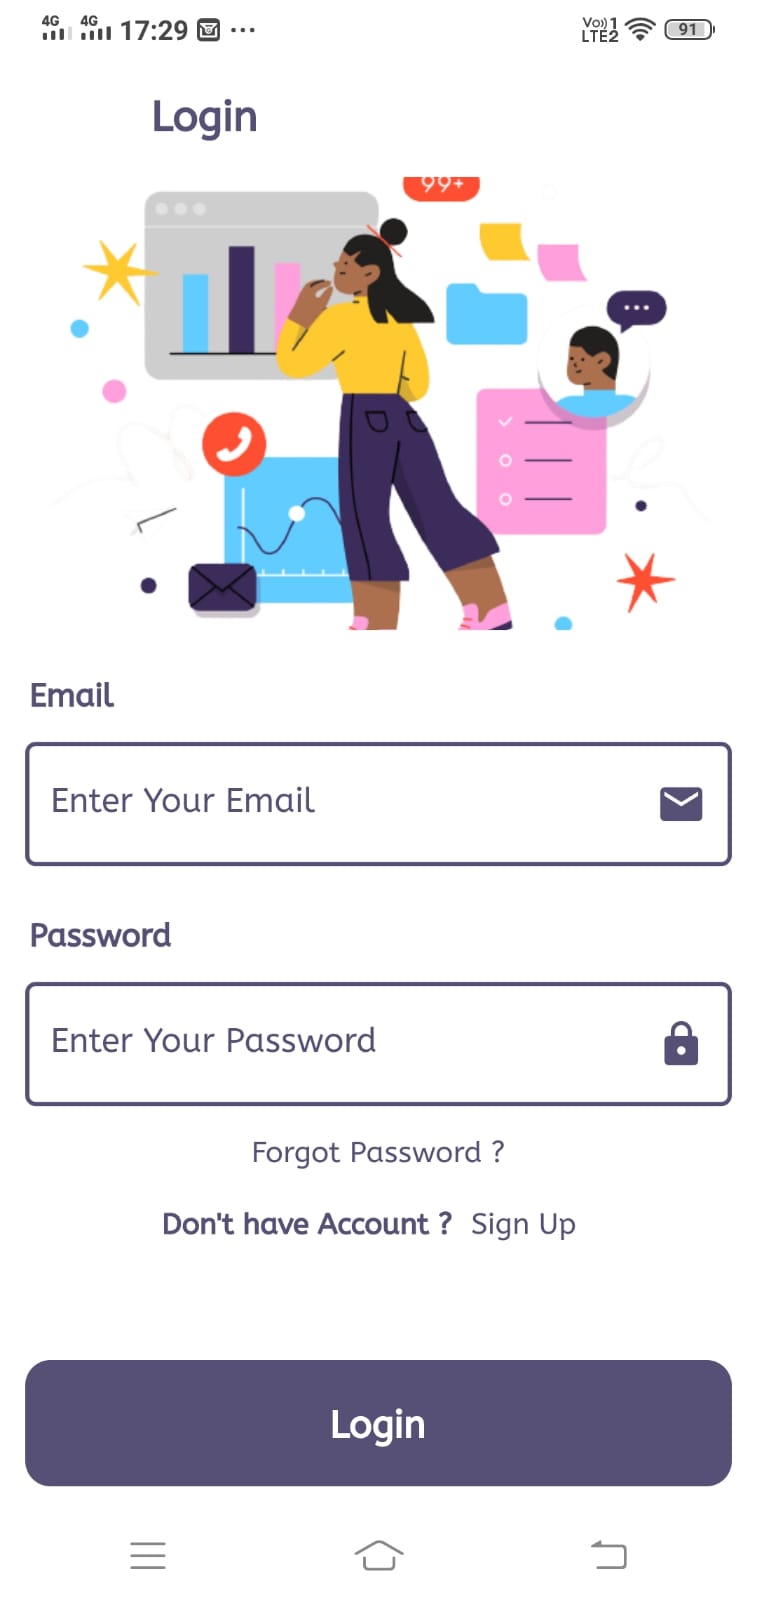 4G 4G 17:29 ... Vo)) 1 LTE2 91
Login
99+
Email
Enter Your Email
Password
Enter Your Password
Forgot Password ?
Don't have Account ? Sign Up
Login